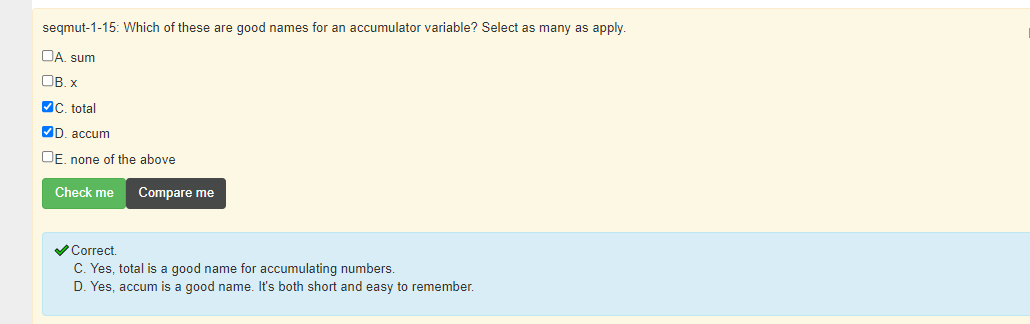 seqmut-1-15: Which of these are good names for an accumulator variable? Select as many as apply.
A. sum
B. x
C. total
D. accum
E. none of the above
Check me Compare me
Correct.
C. Yes, total is a good name for accumulating numbers.
D. Yes, accum is a good name. It's both short and easy to remember.